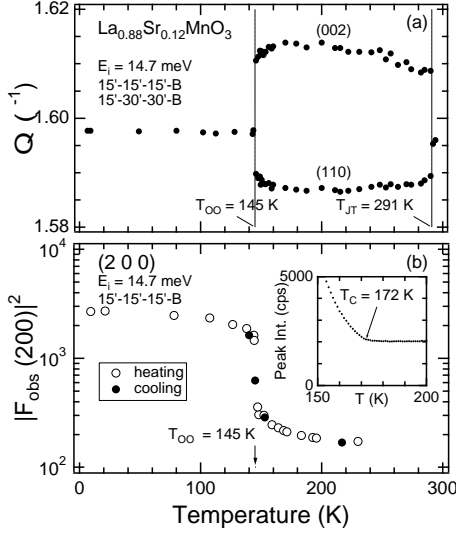 La0.88Sr0.12MnO3
(a)
(002)
Ei = 14.7 meV
15'-15'-15'-B
15'-30'-30'-B
(110)
TOO = 145 K
TJT = 291 K
1.62
1.60
1.58
Q ( -1)
(2 0 0)
(b)
Ei = 14.7 meV
15'-15'-15'-B
heating
cooling
TOO = 145 K
5000
0
Peak Int. (cps)
TC = 172 K
150
200
T (K)
10^4
10^3
10^2
|Fobs (200)|^2
0
100
200
300
Temperature (K)